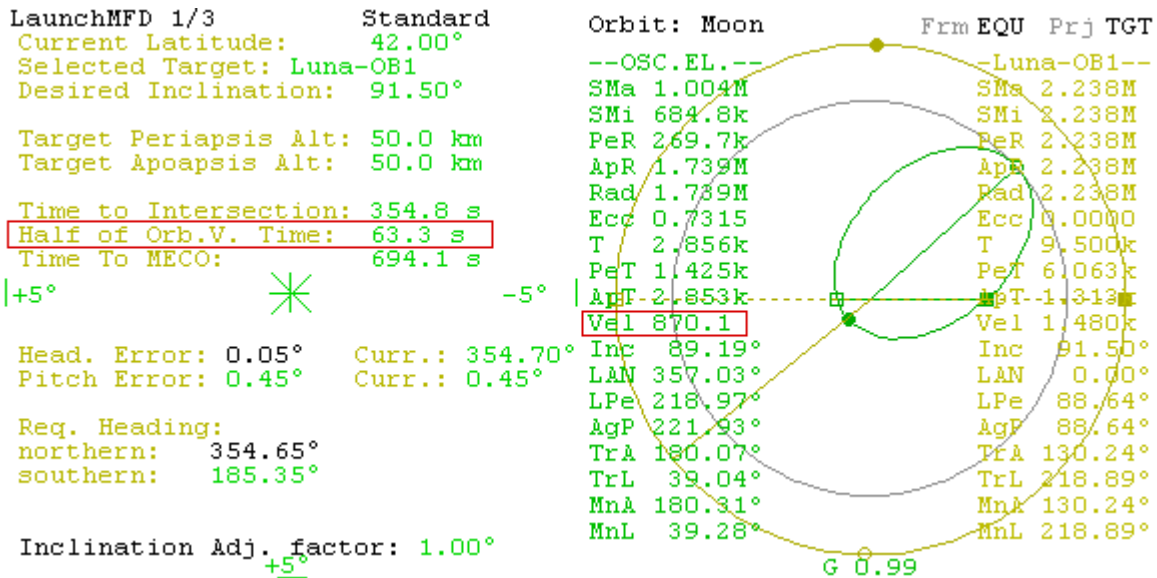 LaunchMFD 1/3 Standard
Current Latitude: 42.00°
Selected Target: Luna-OB1
Desired Inclination: 91.50°
Target Periapsis Alt: 50.0 km
Target Apoapsis Alt: 50.0 km
Time to Intersection: 354.8 s
Half of Orb.V. Time: 63.3 s
Time To MECO: 694.1 s
+5° -5°
Head. Error: 0.05° Curr.: 354.70°
Pitch Error: 0.45° Curr.: 0.45°
Req. Heading:
northern: 354.65°
southern: 185.35°
Inclination Adj. factor: 1.00°
+5°
Orbit: Moon Frm EQU Prj TGT
--OSC.EL.-- -Luna-OB1--
SMa 1.004M SMa 2.238M
SMi 684.8k SMi 2.238M
PeR 269.7k PeR 2.238M
ApR 1.739M ApR 2.238M
Rad 1.739M Rad 2.238M
Ecc 0.7315 Ecc 0.0000
T 2.856k T 9.500k
PeT 1.425k PeT 6.063k
ApT 2.853k ApT 1.313k
Vel 870.1 Vel 1.480k
Inc 89.19° Inc 91.50°
LAN 357.03° LAN 0.00°
LPe 218.97° LPe 88.64°
AgP 221.93° AgP 88.64°
TrA 180.07° TrA 130.24°
TrL 39.04° TrL 218.89°
MnA 180.31° MnA 130.24°
MnL 39.28° MnL 218.89°
G 0.99